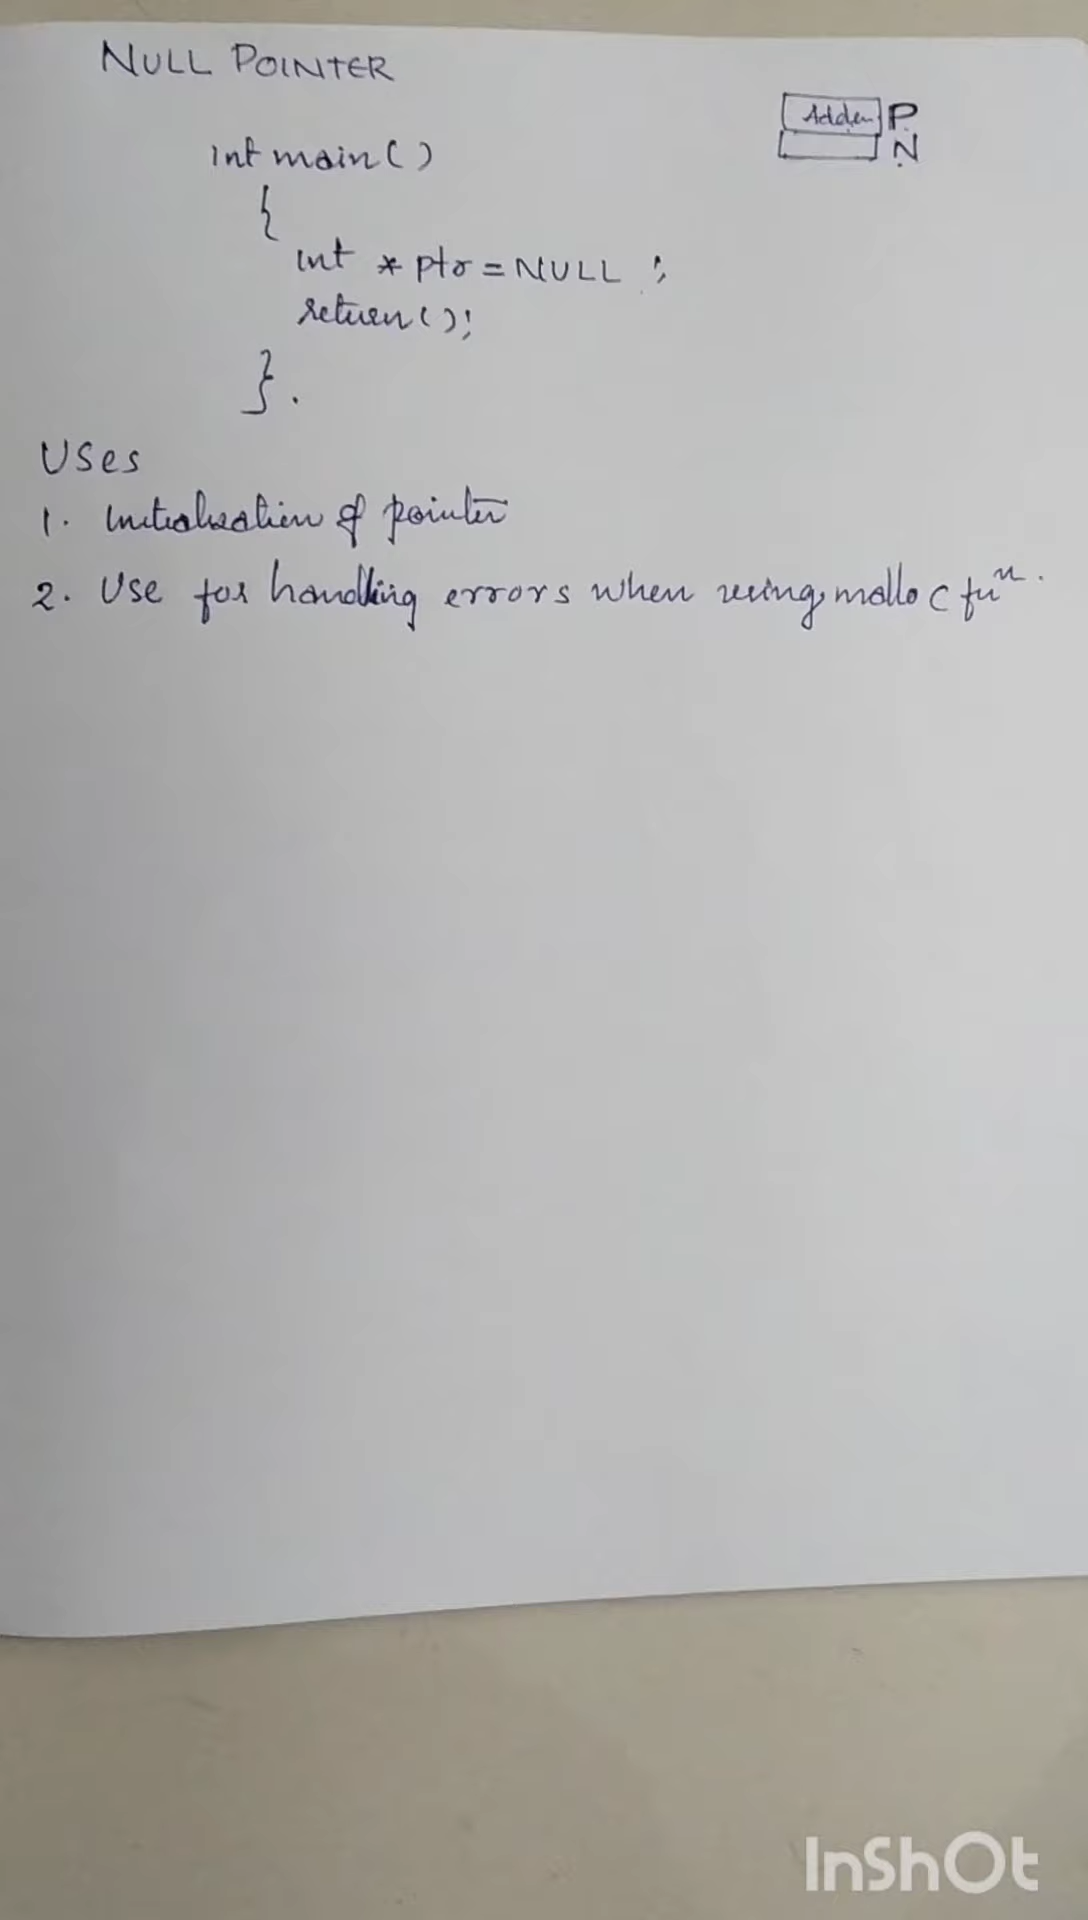 NULL POINTER
Addres P.
N
int main()
{
int *ptr = NULL ;
return();
}.
Uses
1. Initialisation of pointer
2. Use for handling errors when using malloc fuⁿ.
InShOt